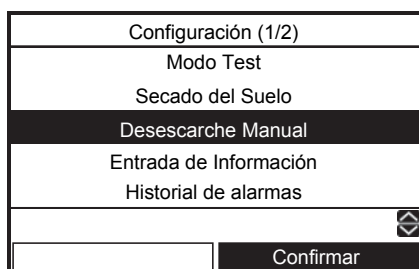 Configuración (1/2)
Modo Test
Secado del Suelo
Desescarche Manual
Entrada de Información
Historial de alarmas
Confirmar